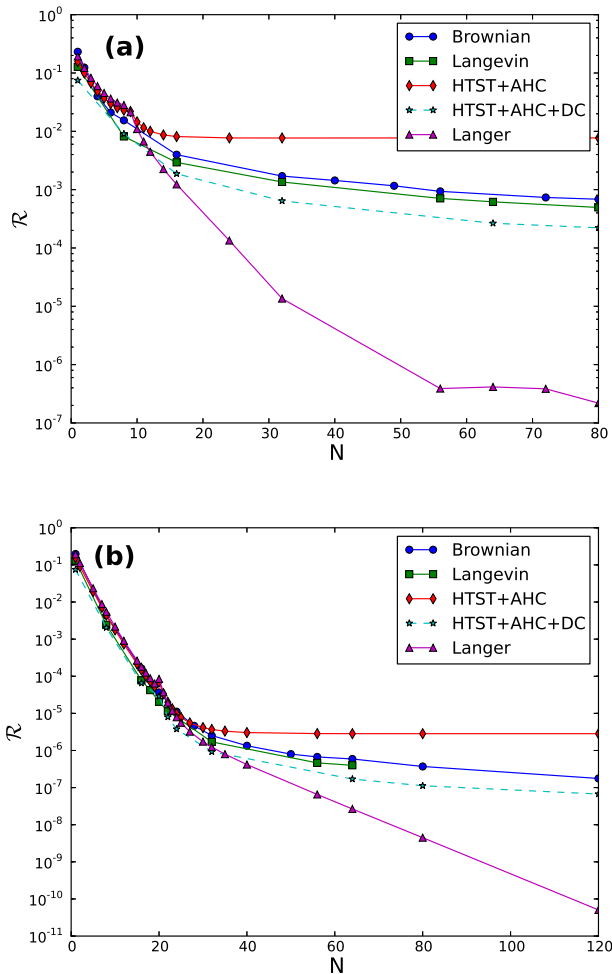 (a)
Brownian
Langevin
HTST+AHC
HTST+AHC+DC
Langer
10^0
10^-1
10^-2
10^-3
10^-4
10^-5
10^-6
10^-7
ℛ
0 10 20 30 40 50 60 70 80
N
(b)
Brownian
Langevin
HTST+AHC
HTST+AHC+DC
Langer
10^0
10^-1
10^-2
10^-3
10^-4
10^-5
10^-6
10^-7
10^-8
10^-9
10^-10
10^-11
ℛ
0 20 40 60 80 100 120
N